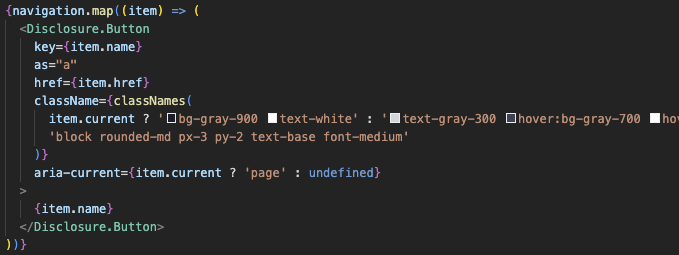 {navigation.map((item) => (
<Disclosure.Button
key={item.name}
as="a"
href={item.href}
className={classNames(
item.current ? 'bg-gray-900 text-white' : 'text-gray-300 hover:bg-gray-700 hov
'block rounded-md px-3 py-2 text-base font-medium'
)}
aria-current={item.current ? 'page' : undefined}
>
{item.name}
</Disclosure.Button>
))}